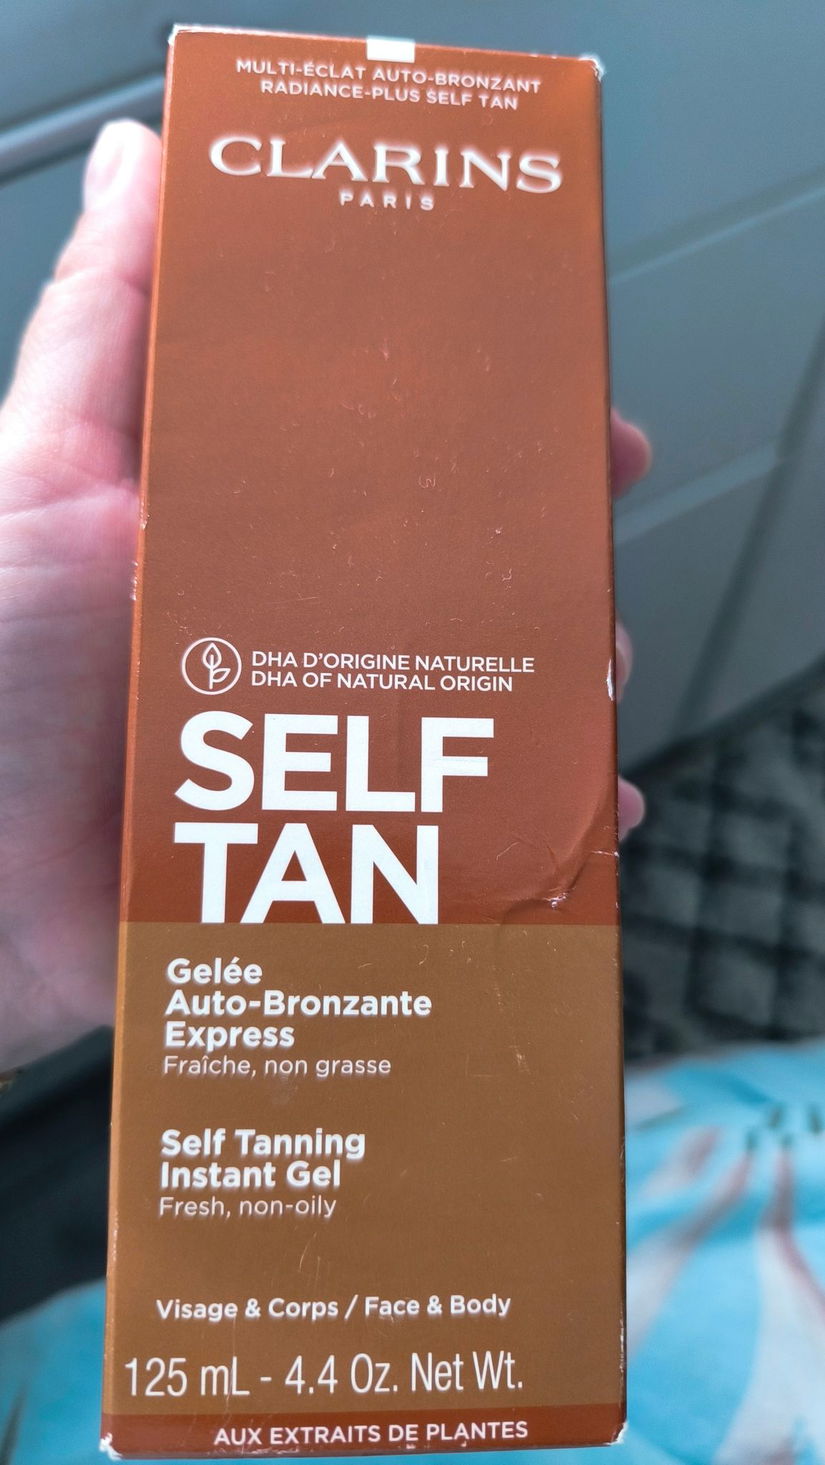 MULTI-ÉCLAT AUTO-BRONZANT
RADIANCE-PLUS SELF TAN
CLARINS
PARIS
DHA D'ORIGINE NATURELLE
DHA OF NATURAL ORIGIN
SELF
TAN
Gelée
Auto-Bronzante
Express
Fraîche, non grasse
Self Tanning
Instant Gel
Fresh, non-oily
Visage & Corps / Face & Body
125 mL - 4.4 Oz. Net Wt.
AUX EXTRAITS DE PLANTES